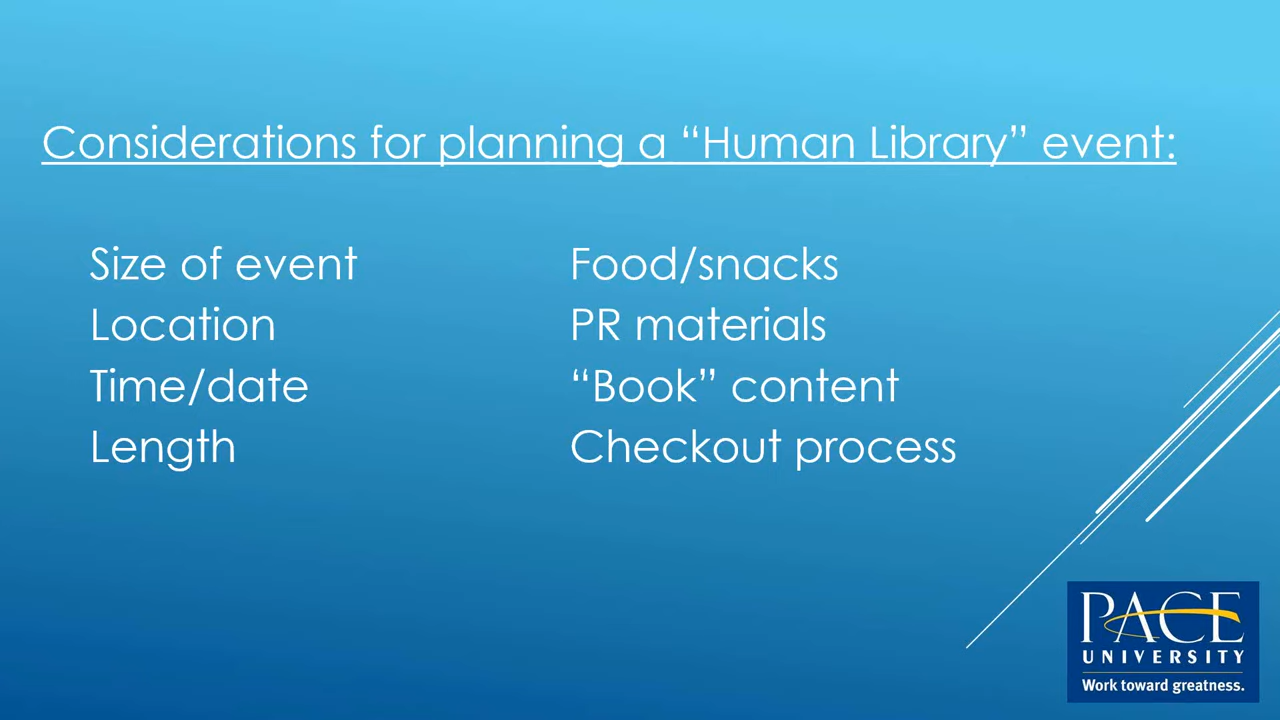 Considerations for planning a “Human Library” event:
Size of event
Location
Time/date
Length
Food/snacks
PR materials
“Book” content
Checkout process
PACE
UNIVERSITY
Work toward greatness.